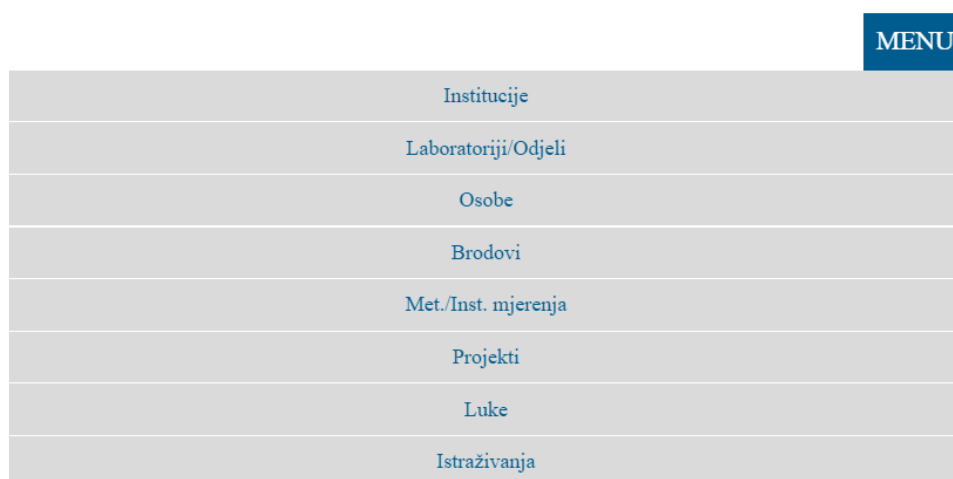 MENU
Institucije
Laboratoriji/Odjeli
Osobe
Brodovi
Met./Inst. mjerenja
Projekti
Luke
Istraživanja